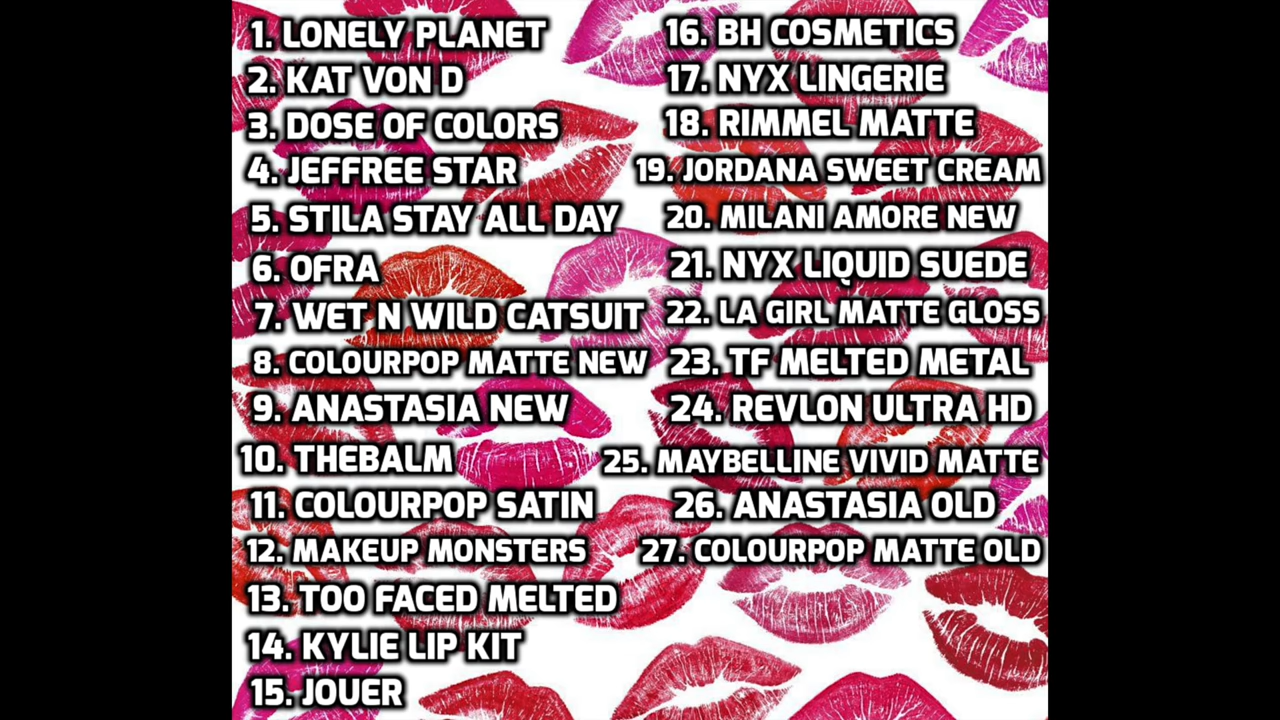 1. LONELY PLANET
2. KAT VON D
3. DOSE OF COLORS
4. JEFFREE STAR
5. STILA STAY ALL DAY
6. OFRA
7. WET N WILD CATSUIT
8. COLOURPOP MATTE NEW
9. ANASTASIA NEW
10. THEBALM
11. COLOURPOP SATIN
12. MAKEUP MONSTERS
13. TOO FACED MELTED
14. KYLIE LIP KIT
15. JOUER
16. BH COSMETICS
17. NYX LINGERIE
18. RIMMEL MATTE
19. JORDANA SWEET CREAM
20. MILANI AMORE NEW
21. NYX LIQUID SUEDE
22. LA GIRL MATTE GLOSS
23. TF MELTED METAL
24. REVLON ULTRA HD
25. MAYBELLINE VIVID MATTE
26. ANASTASIA OLD
27. COLOURPOP MATTE OLD